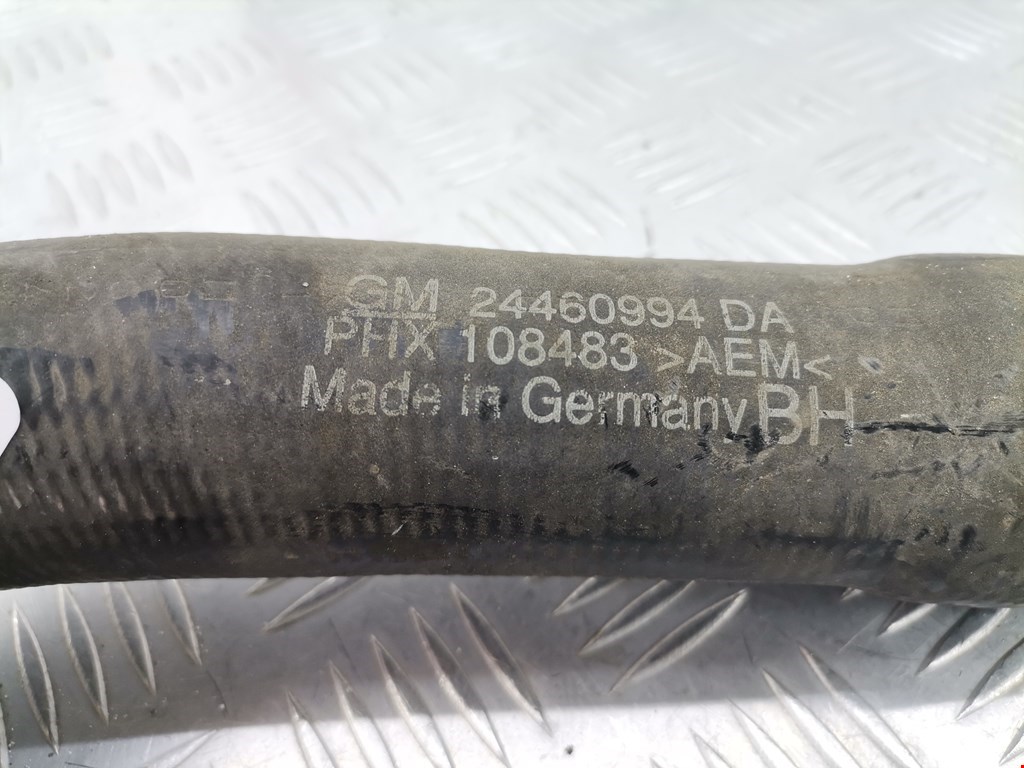 GM 24460994 DA
PHX 108483 >AEM<
Made in Germany BH